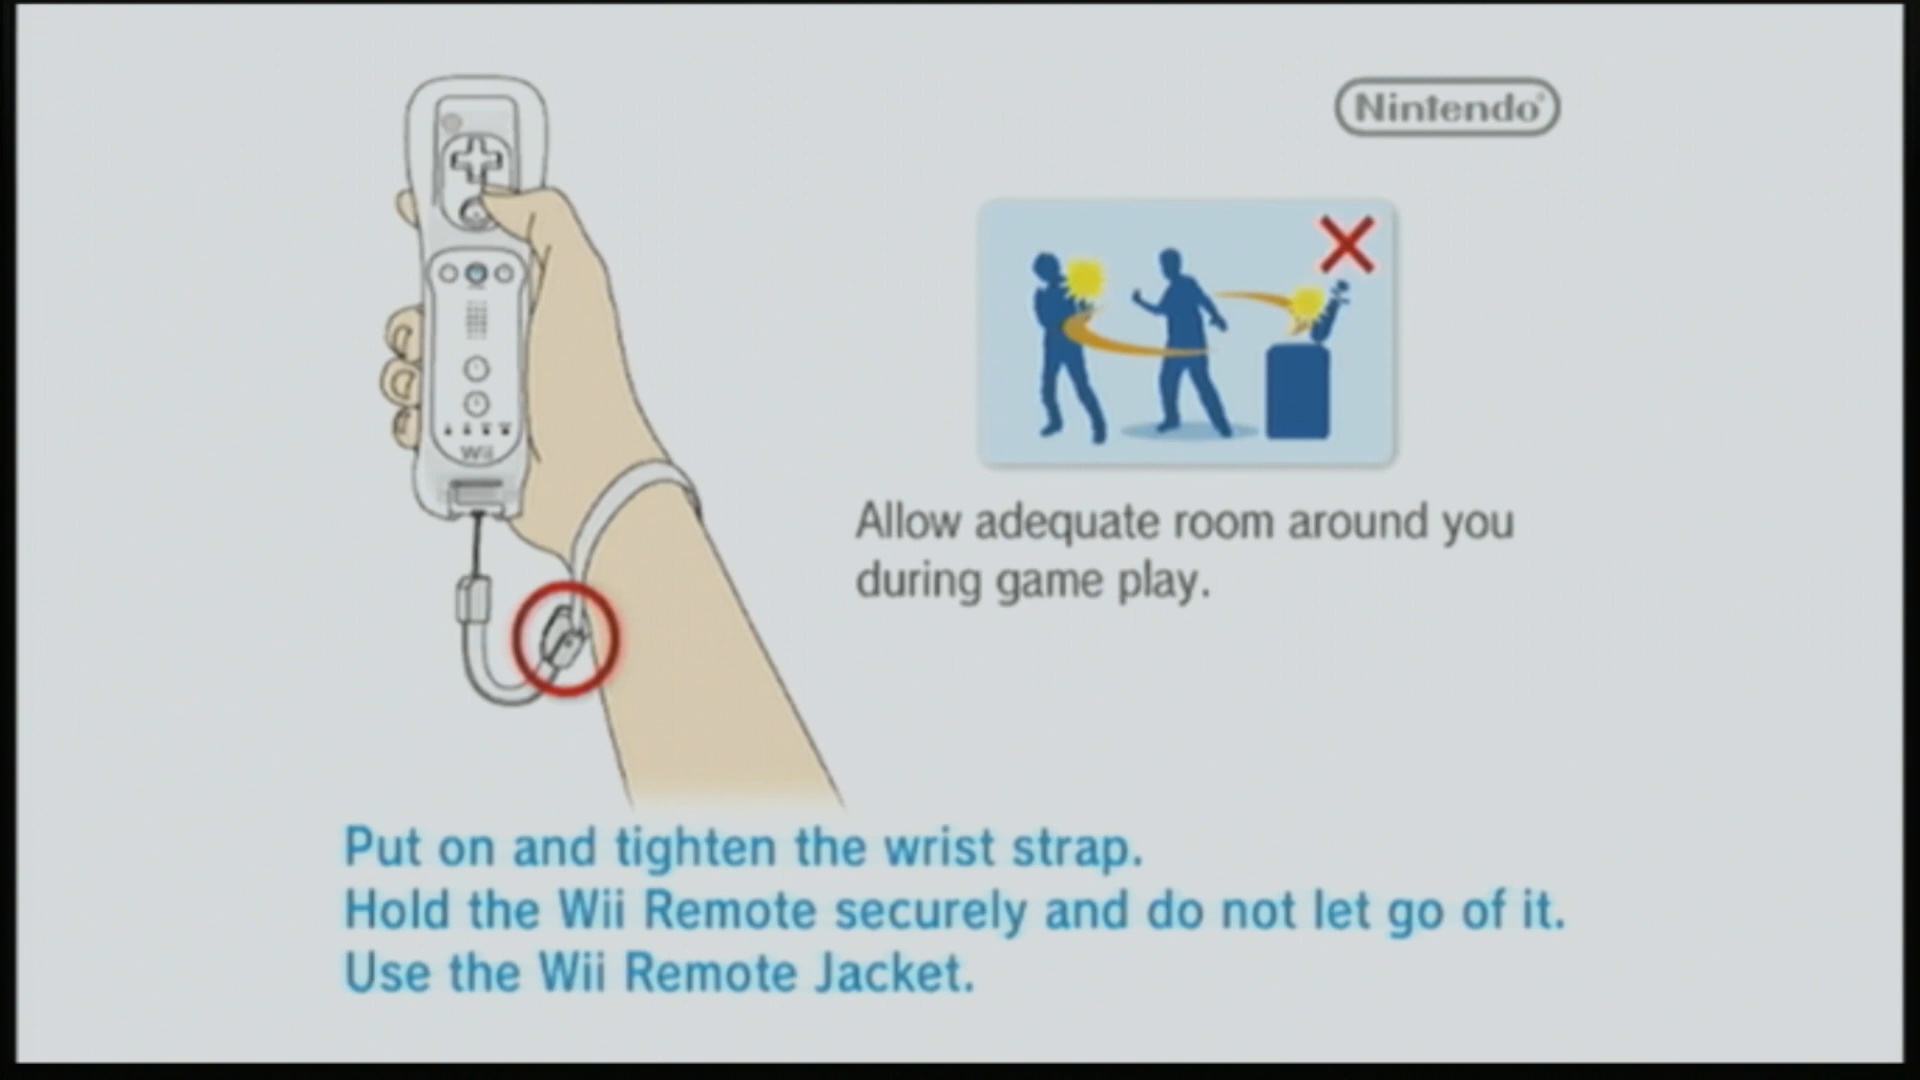 Nintendo
Wii
Allow adequate room around you
during game play.
Put on and tighten the wrist strap.
Hold the Wii Remote securely and do not let go of it.
Use the Wii Remote Jacket.